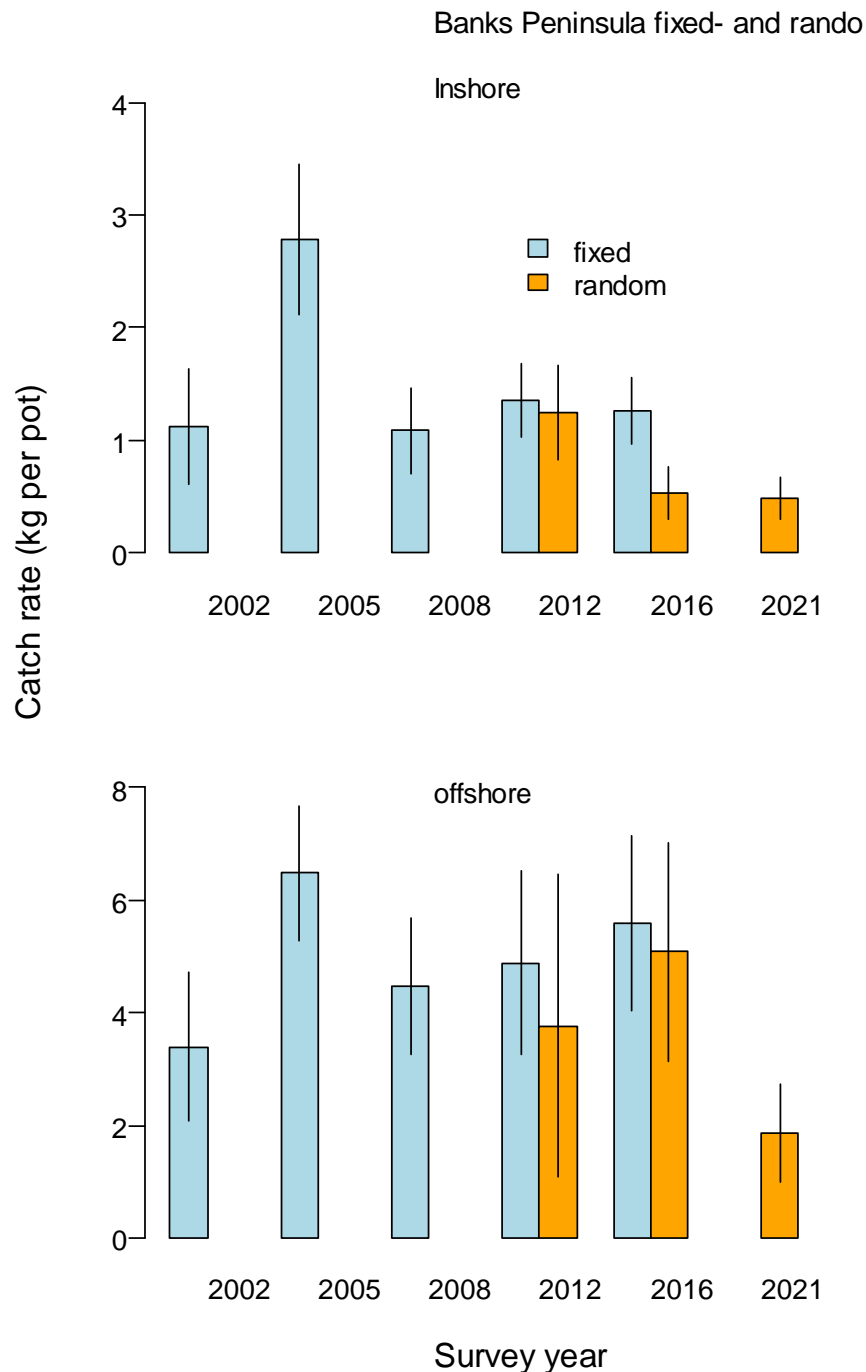 Banks Peninsula fixed- and rando
Inshore
4
3
2
1
0
fixed
random
2002 2005 2008 2012 2016 2021
Catch rate (kg per pot)
offshore
8
6
4
2
0
2002 2005 2008 2012 2016 2021
Survey year